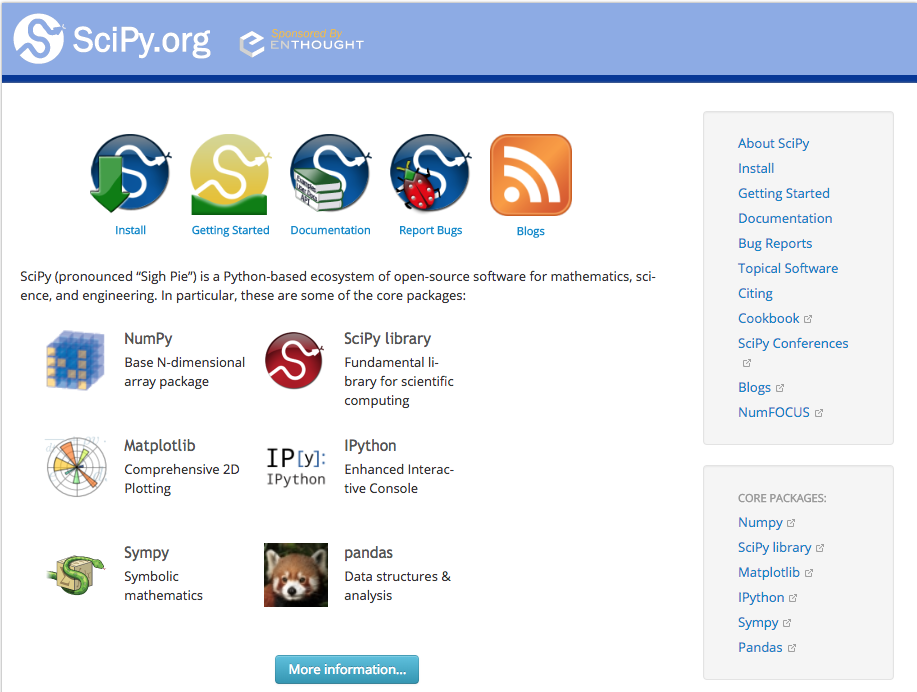 SciPy.org
Sponsored By
ENTHOUGHT
Install
Getting Started
Documentation
Report Bugs
Blogs
SciPy (pronounced “Sigh Pie”) is a Python-based ecosystem of open-source software for mathematics, sci-
ence, and engineering. In particular, these are some of the core packages:
NumPy
Base N-dimensional
array package
SciPy library
Fundamental li-
brary for scientific
computing
Matplotlib
Comprehensive 2D
Plotting
IP[y]:
IPython
IPython
Enhanced Interac-
tive Console
Sympy
Symbolic
mathematics
pandas
Data structures &
analysis
More information...
About SciPy
Install
Getting Started
Documentation
Bug Reports
Topical Software
Citing
Cookbook
SciPy Conferences
Blogs
NumFOCUS
CORE PACKAGES:
Numpy
SciPy library
Matplotlib
IPython
Sympy
Pandas